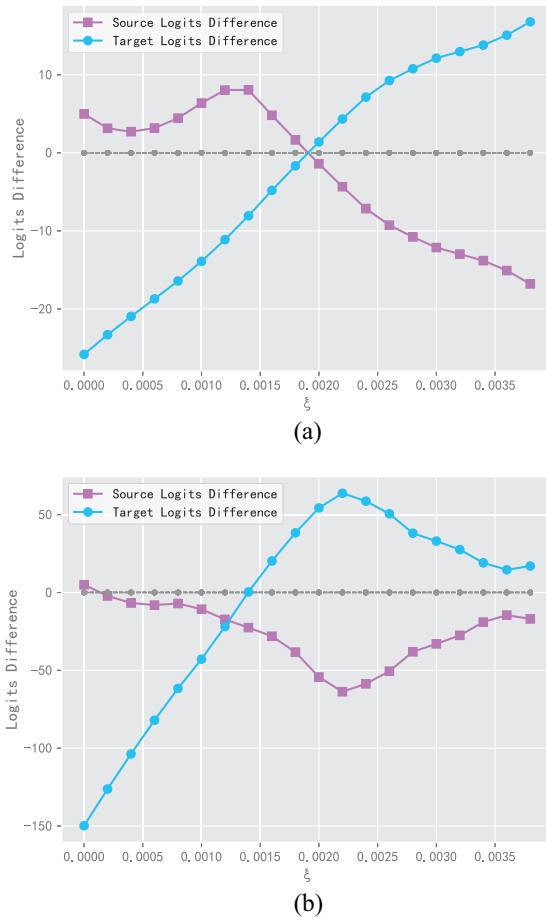 Source Logits Difference
Target Logits Difference
10
0
−10
−20
Logits Difference
0.0000 0.0005 0.0010 0.0015 0.0020 0.0025 0.0030 0.0035
ξ
(a)
Source Logits Difference
Target Logits Difference
50
0
−50
−100
−150
Logits Difference
0.0000 0.0005 0.0010 0.0015 0.0020 0.0025 0.0030 0.0035
ξ
(b)